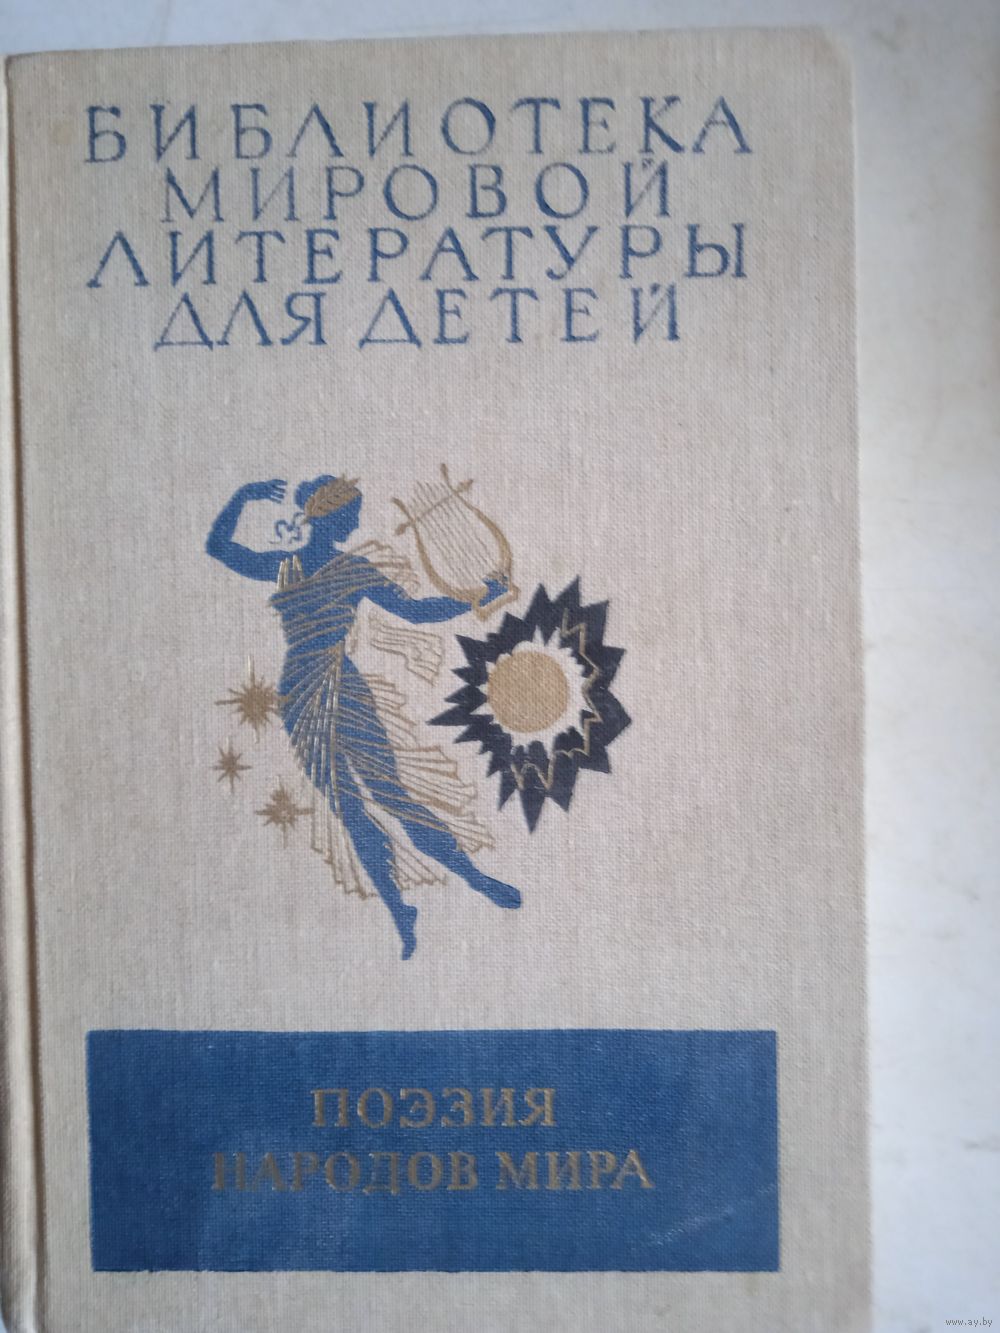 БИБЛИОТЕКА
МИРОВОЙ
ЛИТЕРАТУРЫ
ДЛЯ ДЕТЕЙ
ПОЭЗИЯ
НАРОДОВ МИРА
www.ay.by